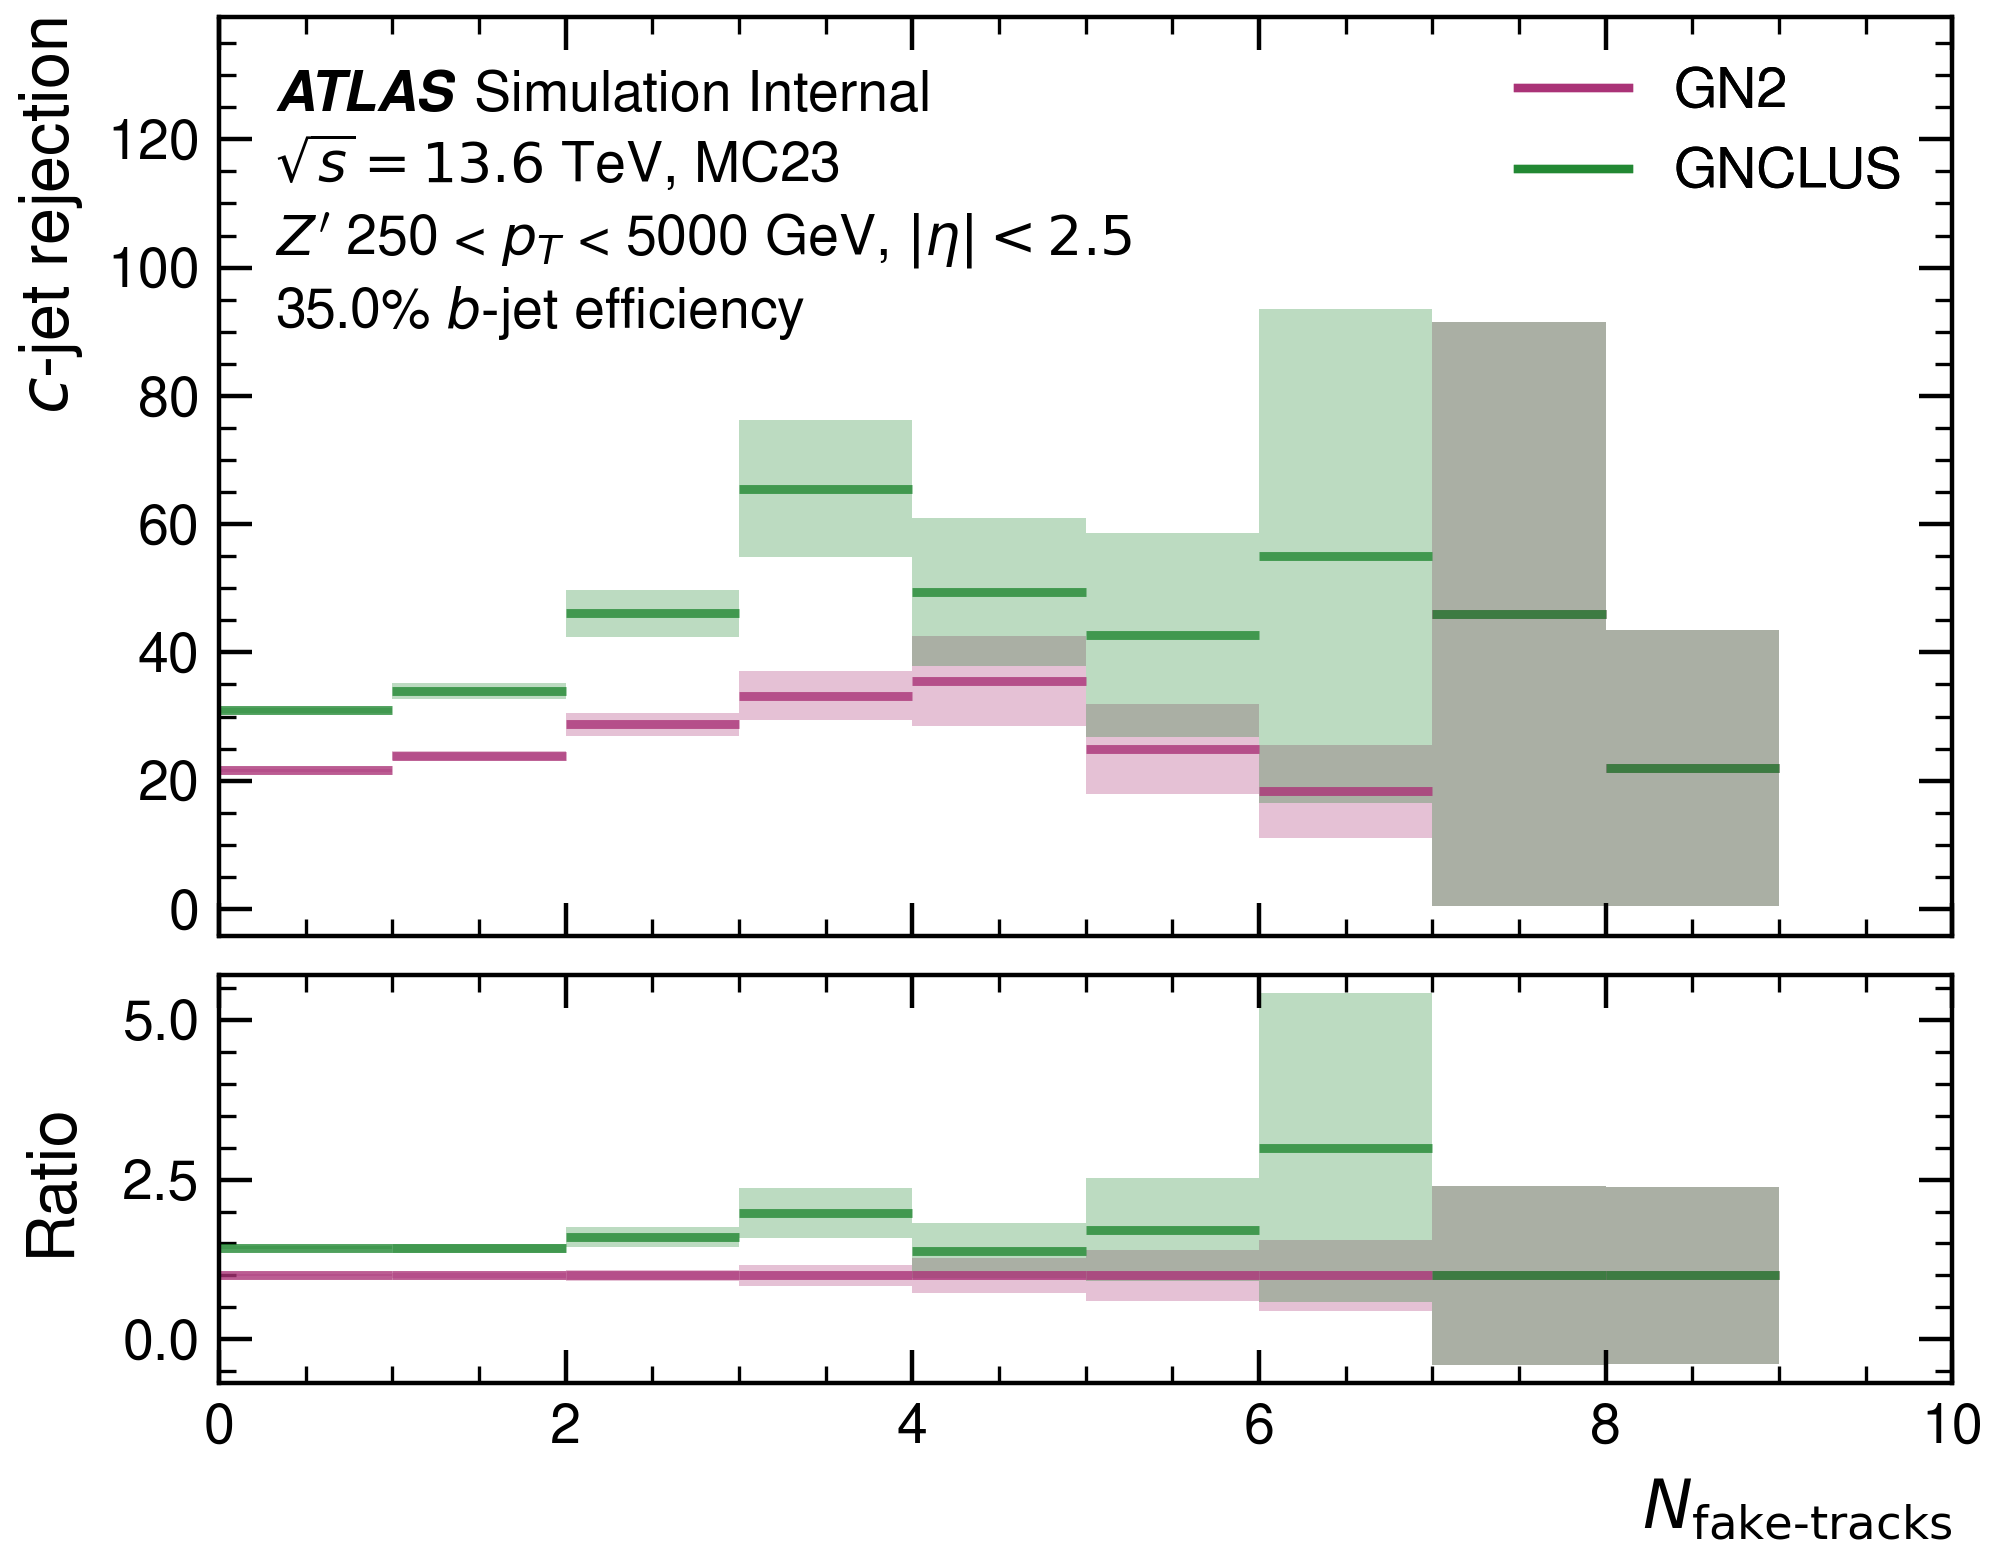 c-jet rejection
120
100
80
60
40
20
0
ATLAS Simulation Internal
√s = 13.6 TeV, MC23
Z′ 250 < p_T < 5000 GeV, |η| < 2.5
35.0% b-jet efficiency
GN2
GNCLUS
Ratio
5.0
2.5
0.0
0 2 4 6 8 10
N_fake-tracks